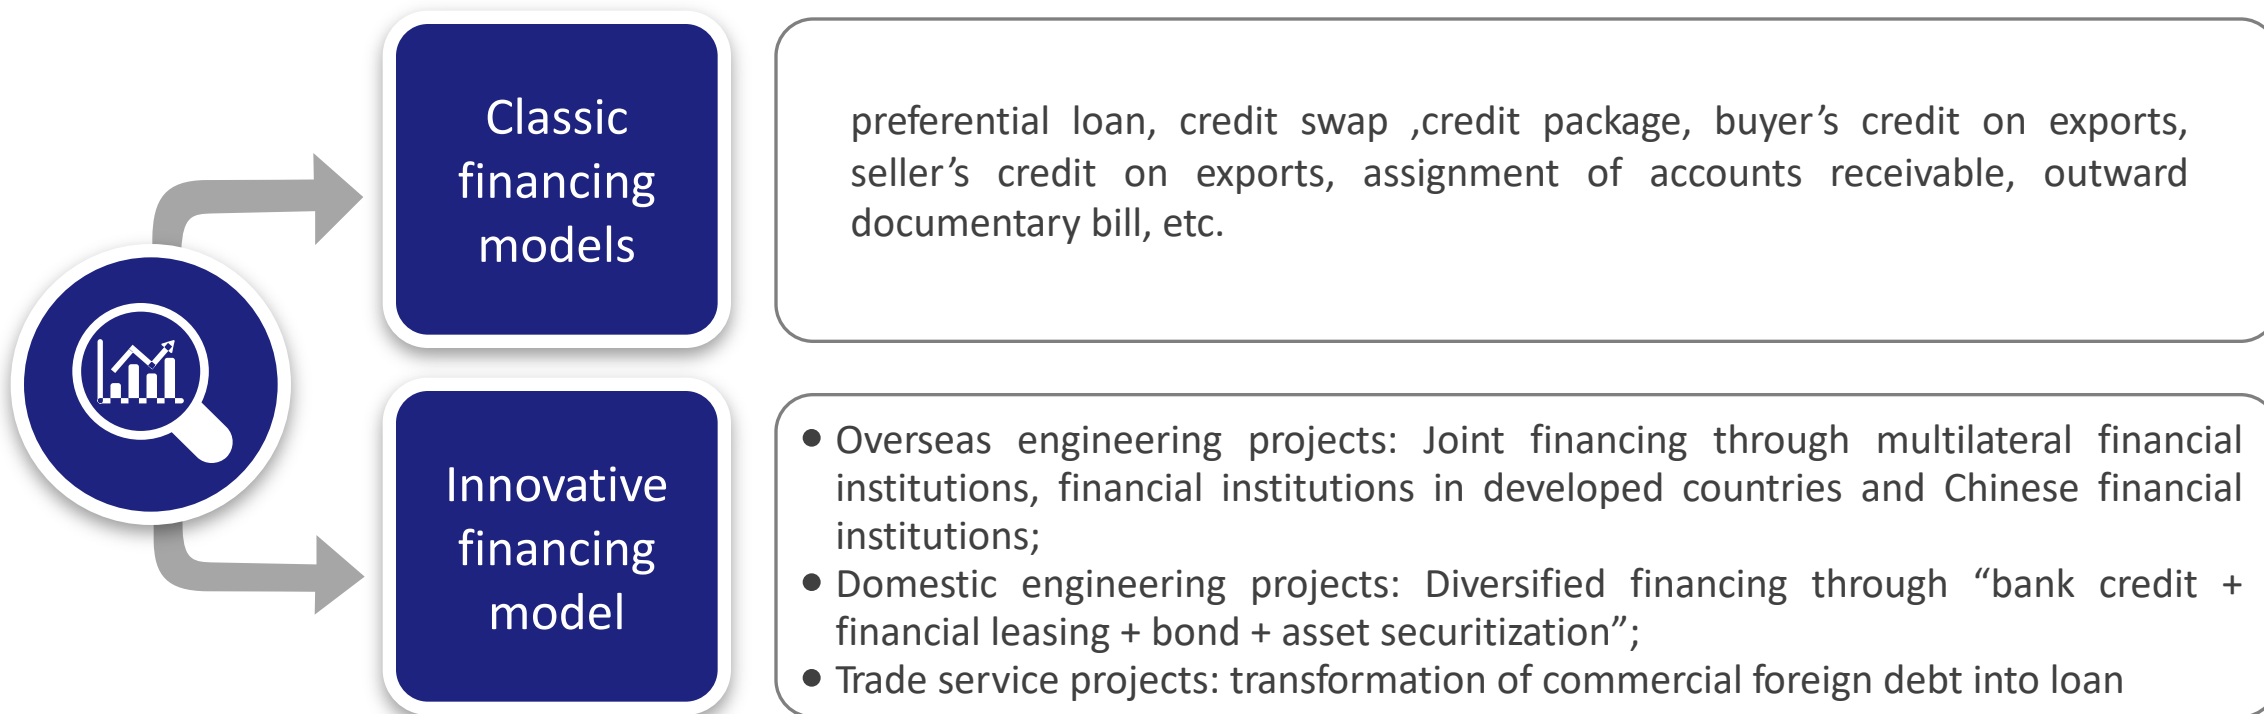 Classic
financing
models
preferential loan, credit swap ,credit package, buyer’s credit on exports,
seller’s credit on exports, assignment of accounts receivable, outward
documentary bill, etc.
Innovative
financing
model
● Overseas engineering projects: Joint financing through multilateral financial
institutions, financial institutions in developed countries and Chinese financial
institutions;
● Domestic engineering projects: Diversified financing through “bank credit +
financial leasing + bond + asset securitization”;
● Trade service projects: transformation of commercial foreign debt into loan